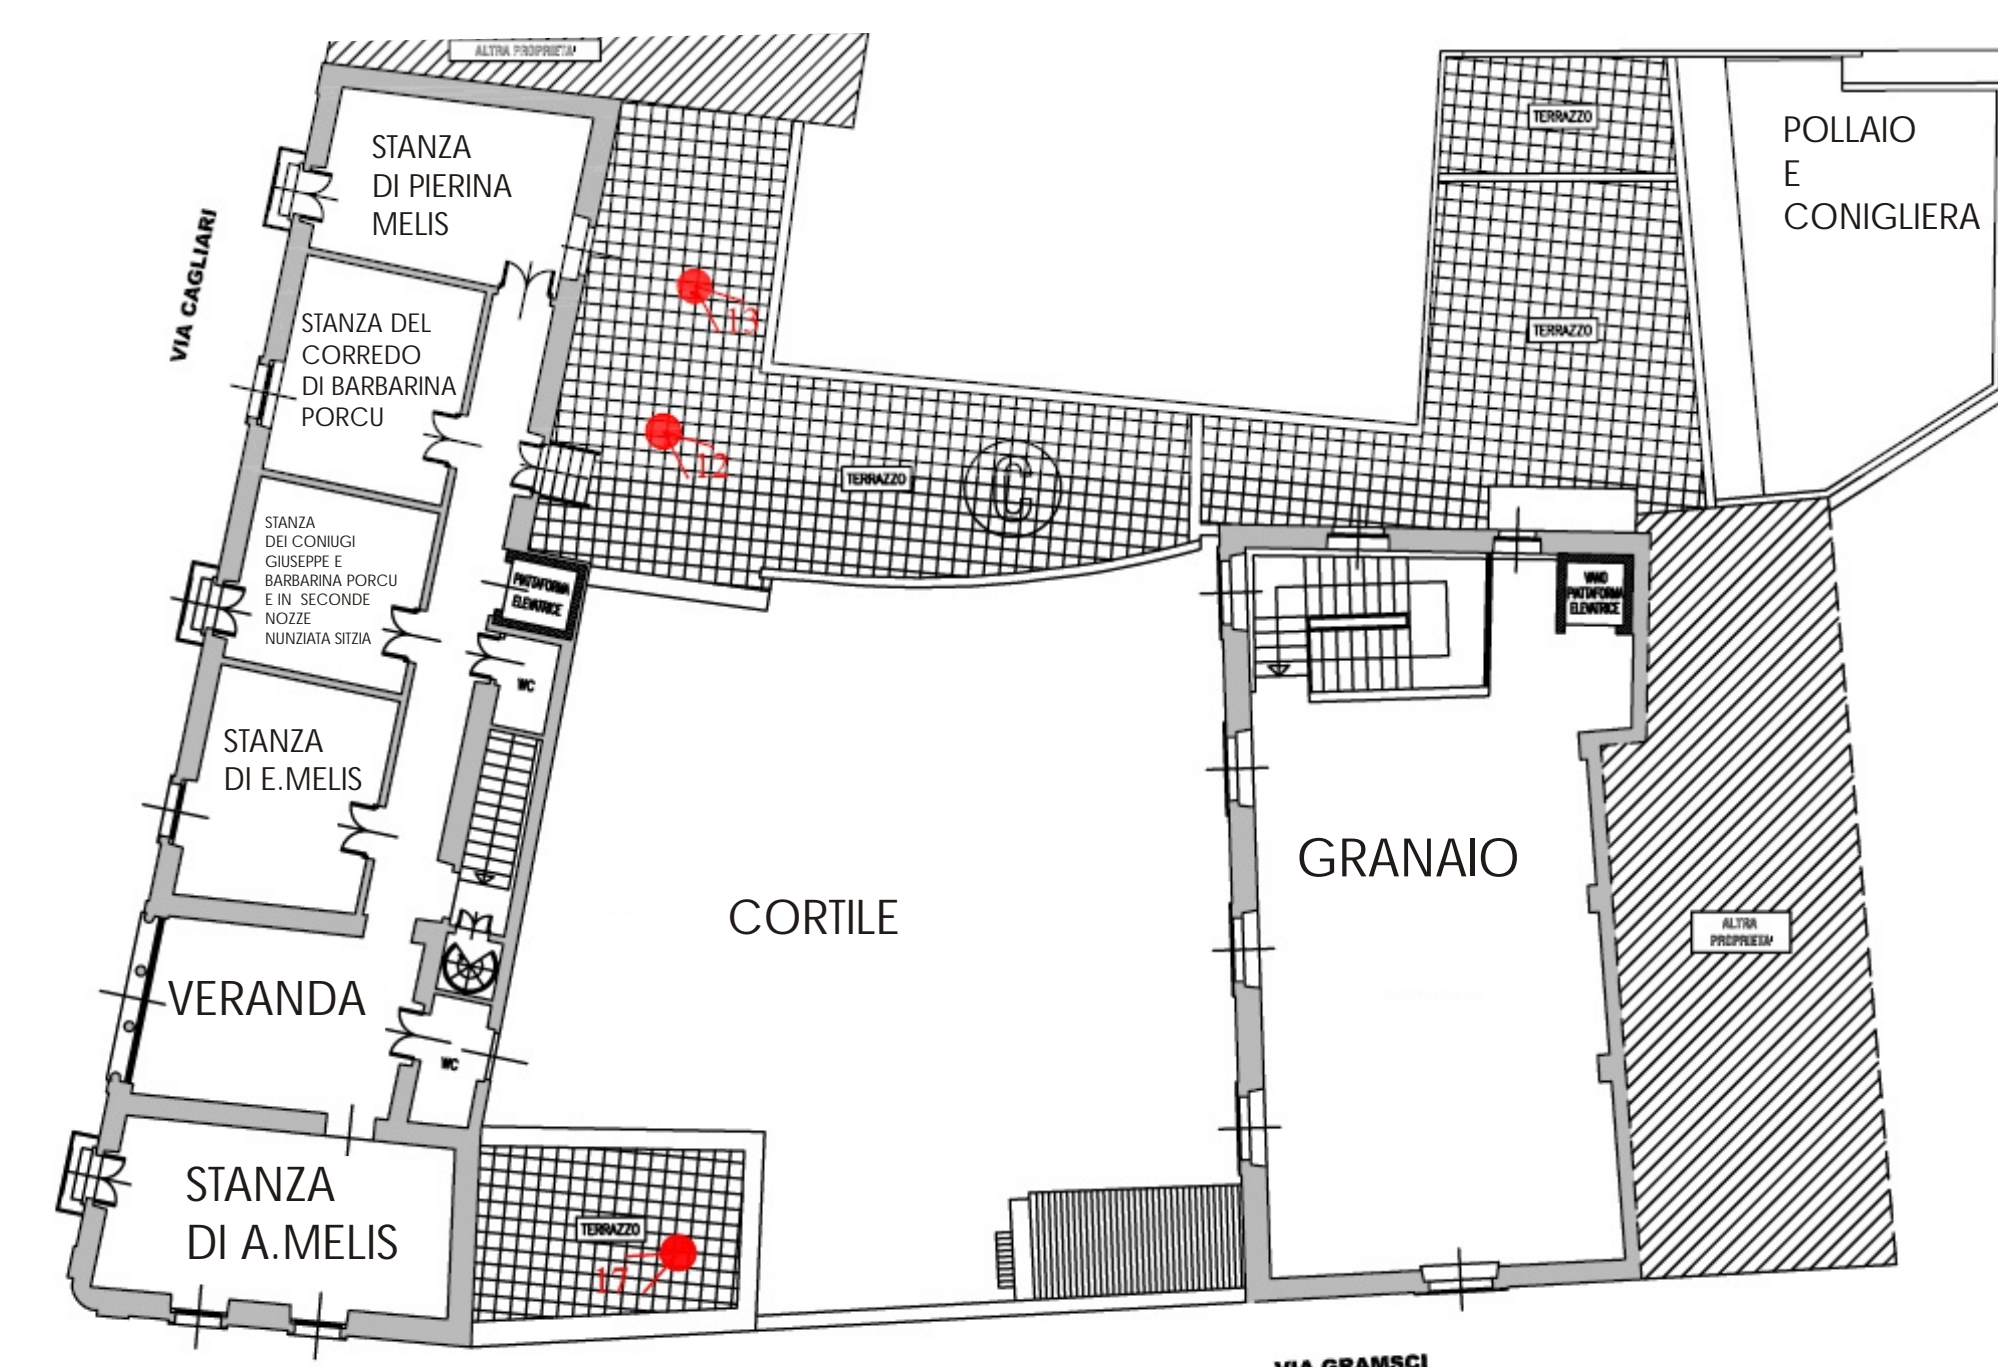 ALTRA PROPRIETA'
TERRAZZO
POLLAIO
E
CONIGLIERA
STANZA
DI PIERINA
MELIS
VIA CAGLIARI
13
STANZA DEL
CORREDO
DI BARBARINA
PORCU
TERRAZZO
12
TERRAZZO
C
STANZA
DEI CONIUGI
GIUSEPPE E
BARBARINA PORCU
E IN SECONDE
NOZZE
NUNZIATA SITZIA
PIATTAFORMA
ELEVATRICE
VANO
PIATTAFORMA
ELEVATRICE
WC
STANZA
DI E.MELIS
GRANAIO
CORTILE
ALTRA
PROPRIETA'
VERANDA
WC
STANZA
DI A.MELIS
TERRAZZO
17
VIA GRAMSCI